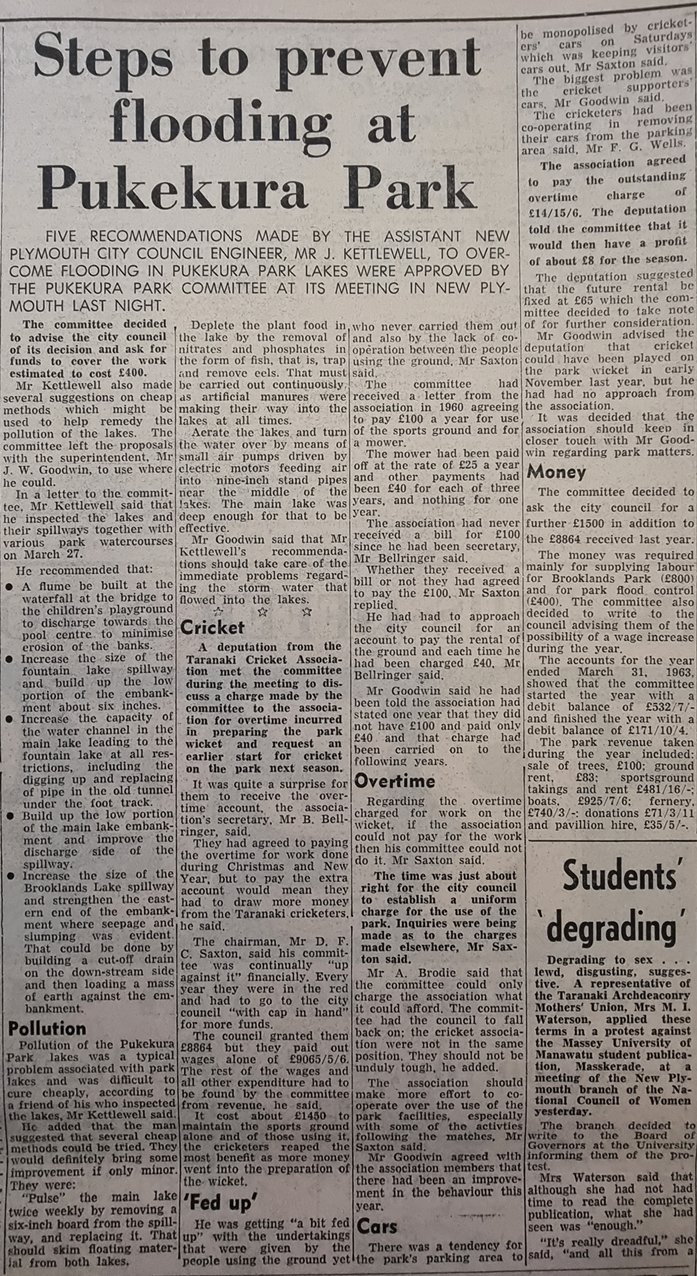 Steps to prevent
flooding at
Pukekura Park
FIVE RECOMMENDATIONS MADE BY THE ASSISTANT NEW
PLYMOUTH CITY COUNCIL ENGINEER, MR J. KETTLEWELL, TO OVER-
COME FLOODING IN PUKEKURA PARK LAKES WERE APPROVED BY
THE PUKEKURA PARK COMMITTEE AT ITS MEETING IN NEW PLY-
MOUTH LAST NIGHT.
The committee decided
to advise the city council
of its decision and ask for
funds to cover the work
estimated to cost £400.
Mr Kettlewell also made
several suggestions on cheap
methods which might be
used to help remedy the
pollution of the lakes. The
committee left the proposals
with the superintendent, Mr
J. W. Goodwin, to use where
he could.
In a letter to the commit-
tee, Mr Kettlewell said that
he inspected the lakes and
their spillways together with
various park watercourses
on March 27.
He recommended that:
● A flume be built at the
waterfall at the bridge to
the children's playground
to discharge towards the
pool centre to minimise
erosion of the banks.
● Increase the size of the
fountain lake spillway
and build up the low
portion of the embank-
ment about six inches.
● Increase the capacity of
the water channel in the
main lake leading to the
fountain lake at all res-
trictions, including the
digging up and replacing
of pipe in the old tunnel
under the foot track.
● Build up the low portion
of the main lake embank-
ment and improve the
discharge side of the
spillway.
● Increase the size of the
Brooklands Lake spillway
and strengthen the east-
ern end of the embank-
ment where seepage and
slumping was evident.
That could be done by
building a cut-off drain
on the down-stream side
and then loading a mass
of earth against the em-
bankment.
Pollution
Pollution of the Pukekura
Park lakes was a typical
problem associated with park
lakes and was difficult to
cure cheaply, according to
a friend of his who inspected
the lakes, Mr Kettlewell said.
He added that the man
suggested that several cheap
methods could be tried. They
would definitely bring some
improvement if only minor.
They were:
"Pulse" the main lake
twice weekly by removing a
six-inch board from the spill-
way, and replacing it. That
should skim floating mater-
ial from both lakes.
Deplete the plant food in
the lake by the removal of
nitrates and phosphates in
the form of fish, that is, trap
and remove eels. That must
be carried out continuously,
as artificial manures were
making their way into the
lakes at all times.
Aerate the lakes, and turn
the water over by means of
small air pumps driven by
electric motors feeding air
into nine-inch stand pipes
near the middle of the
lakes. The main lake was
deep enough for that to be
effective.
Mr Goodwin said that Mr
Kettlewell's recommenda-
tions should take care of the
immediate problems regard-
ing the storm water that
flowed into the lakes.
☆ ☆ ☆
Cricket
A deputation from the
Taranaki Cricket Associa-
tion met the committee
during the meeting to dis-
cuss a charge made by the
committee to the associa-
tion for overtime incurred
in preparing the park
wicket and request an
earlier start for cricket
on the park next season.
It was quite a surprise for
them to receive the over-
time account, the associa-
tion's secretary, Mr B. Bell-
ringer, said.
They had agreed to paying
the overtime for work done
during Christmas and New
Year, but to pay the extra
account would mean they
had to draw more money
from the Taranaki cricketers,
he said.
The chairman, Mr D. F.
C. Saxton, said his commit-
tee was continually "up
against it" financially. Every
year they were in the red
and had to go to the city
council "with cap in hand"
for more funds.
The council granted them
£8864 but they paid out
wages alone of £9065/5/6.
The rest of the wages and
all other expenditure had to
be found by the committee
from revenue, he said.
It cost about £1450 to
maintain the sports ground
alone and of those using it,
the cricketers reaped the
most benefit as more money
went into the preparation of
the wicket.
'Fed up'
He was getting "a bit fed
up" with the undertakings
that were given by the
people using the ground yet
who never carried them out
and also by the lack of co-
operation between the people
using the ground, Mr Saxton
said.
The committee had
received a letter from the
association in 1960 agreeing
to pay £100 a year for use
of the sports ground and for
a mower.
The mower had been paid
off at the rate of £25 a year
and other payments had
been £40 for each of three
years, and nothing for one
year.
The association had never
received a bill for £100
since he had been secretary,
Mr Bellringer said.
Whether they received a
bill or not they had agreed
to pay the £100, Mr Saxton
replied.
He had had to approach
the city council for an
account to pay the rental of
the ground and each time he
had been charged £40, Mr
Bellringer said.
Mr Goodwin said he had
been told the association had
stated one year that they did
not have £100 and paid only
£40 and that charge had
been carried on to the
following years.
Overtime
Regarding the overtime
charged for work on the
wicket, if the association
could not pay for the work
then his committee could not
do it, Mr Saxton said.
The time was just about
right for the city council
to establish a uniform
charge for the use of the
park. Inquiries were being
made as to the charges
made elsewhere, Mr Sax-
ton said.
Mr A. Brodie said that
the committee could only
charge the association what
it could afford. The commit-
tee had the council to fall
back on; the cricket associa-
tion were not in the same
position. They should not be
unduly tough, he added.
The association should
make more effort to co-
operate over the use of the
park facilities, especially
with some of the activties
following the matches, Mr
Saxton said.
Mr Goodwin agreed with
the association members that
there had been an improve-
ment in the behaviour this
year.
Cars
There was a tendency for
the park's parking area to
be monopolised by cricket-
ers' cars on Saturdays
which was keeping visitors'
cars out, Mr Saxton said.
The biggest problem was
the cricket supporters'
cars, Mr Goodwin said.
The cricketers had been
co-operating in removing
their cars from the parking
area said, Mr F. G. Wells.
The association agreed
to pay the outstanding
overtime charge of
£14/15/6. The deputation
told the committee that it
would then have a profit
of about £8 for the season.
The deputation suggested
that the future rental be
fixed at £65 which the com-
mittee decided to take note
of for further consideration.
Mr Goodwin advised the
deputation that cricket
could have been played on
the park wicket in early
November last year, but he
had had no approach from
the association.
It was decided that the
association should keep in
closer touch with Mr Good-
win regarding park matters.
Money
The committee decided to
ask the city council for a
further £1500 in addition to
the £8864 received last year.
The money was required
mainly for supplying labour
for Brooklands Park (£800)
and for park flood control
(£400). The committee also
decided to write to the
council advising them of the
possibility of a wage increase
during the year.
The accounts for the year
ended March 31, 1963,
showed that the committee
started the year with a
debit balance of £532/7/-
and finished the year with a
debit balance of £171/10/4.
The park revenue taken
during the year included:
sale of trees, £100; ground
rent, £83; sportsground
takings and rent £481/16/-;
boats, £925/7/6; fernery,
£740/3/-; donations £71/3/11
and pavillion hire, £35/5/-.
Students'
'degrading'
Degrading to sex . . .
lewd, disgusting, sugges-
tive. A representative of
the Taranaki Archdeaconry
Mothers' Union, Mrs M. I.
Waterson, applied these
terms in a protest against
the Massey University of
Manawatu student publica-
tion, Masskerade, at a
meeting of the New Ply-
mouth branch of the Na-
tional Council of Women
yesterday.
The branch decided to
write to the Board of
Governors at the University
informing them of the pro-
test.
Mrs Waterson said that
although she had not had
time to read the complete
publication, what she had
seen was "enough."
"It's really dreadful," she
said, "and all this from a